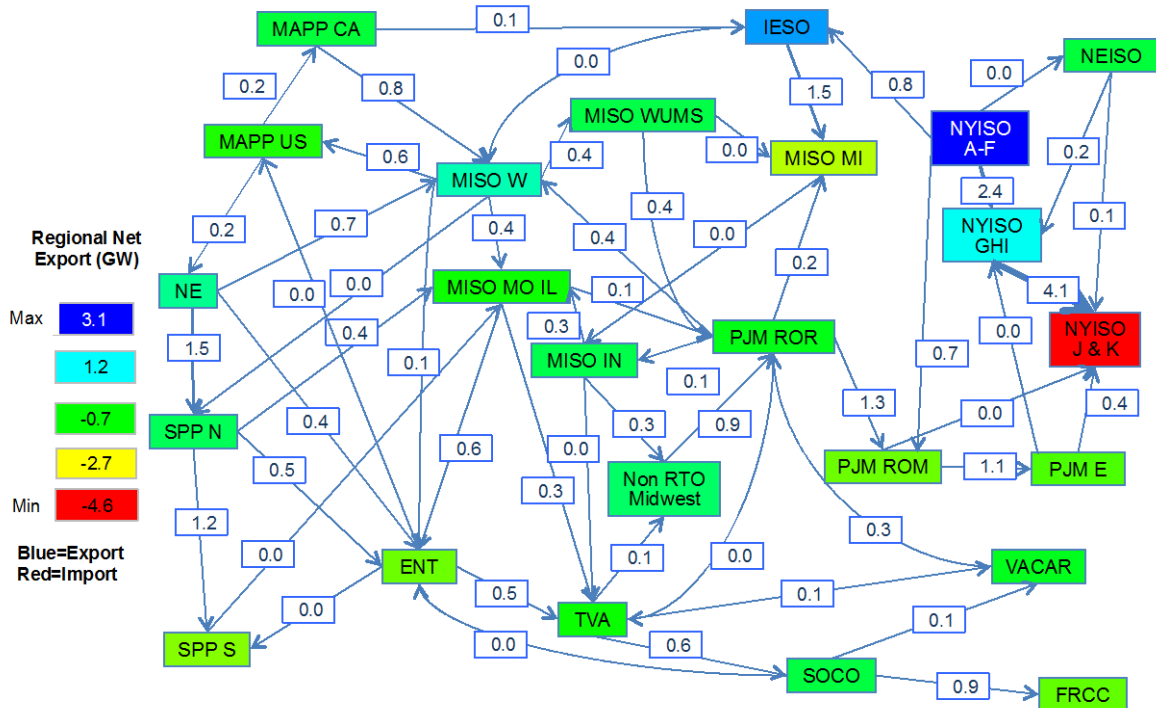 MAPP CA
0.1
IESO
NEISO
0.0
0.8
0.0
0.2
0.8
1.5
MISO WUMS
NYISO
A-F
MAPP US
0.6
0.4
0.0
MISO MI
0.2
MISO W
2.4
0.4
0.1
NYISO
GHI
0.2
0.7
0.4
0.4
0.0
Regional Net
Export (GW)
NE
MISO MO IL
0.0
0.1
0.2
4.1
Max
3.1
0.4
0.3
PJM ROR
0.0
NYISO
J & K
1.5
0.1
MISO IN
0.7
1.2
0.1
1.3
0.4
-0.7
SPP N
0.4
0.6
0.3
0.9
0.0
-2.7
0.5
0.0
Non RTO
Midwest
PJM ROM
1.1
PJM E
Min
-4.6
0.3
1.2
0.3
Blue=Export
Red=Import
0.0
ENT
0.1
0.0
VACAR
0.5
0.0
0.1
TVA
0.1
SPP S
0.0
0.6
SOCO
0.9
FRCC